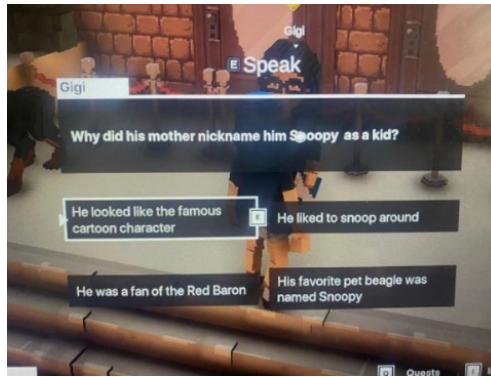 Gigi
E Speak
Gigi
Why did his mother nickname him Snoopy as a kid?
He looked like the famous
cartoon character
E
He liked to snoop around
He was a fan of the Red Baron
His favorite pet beagle was
named Snoopy
Q Quests